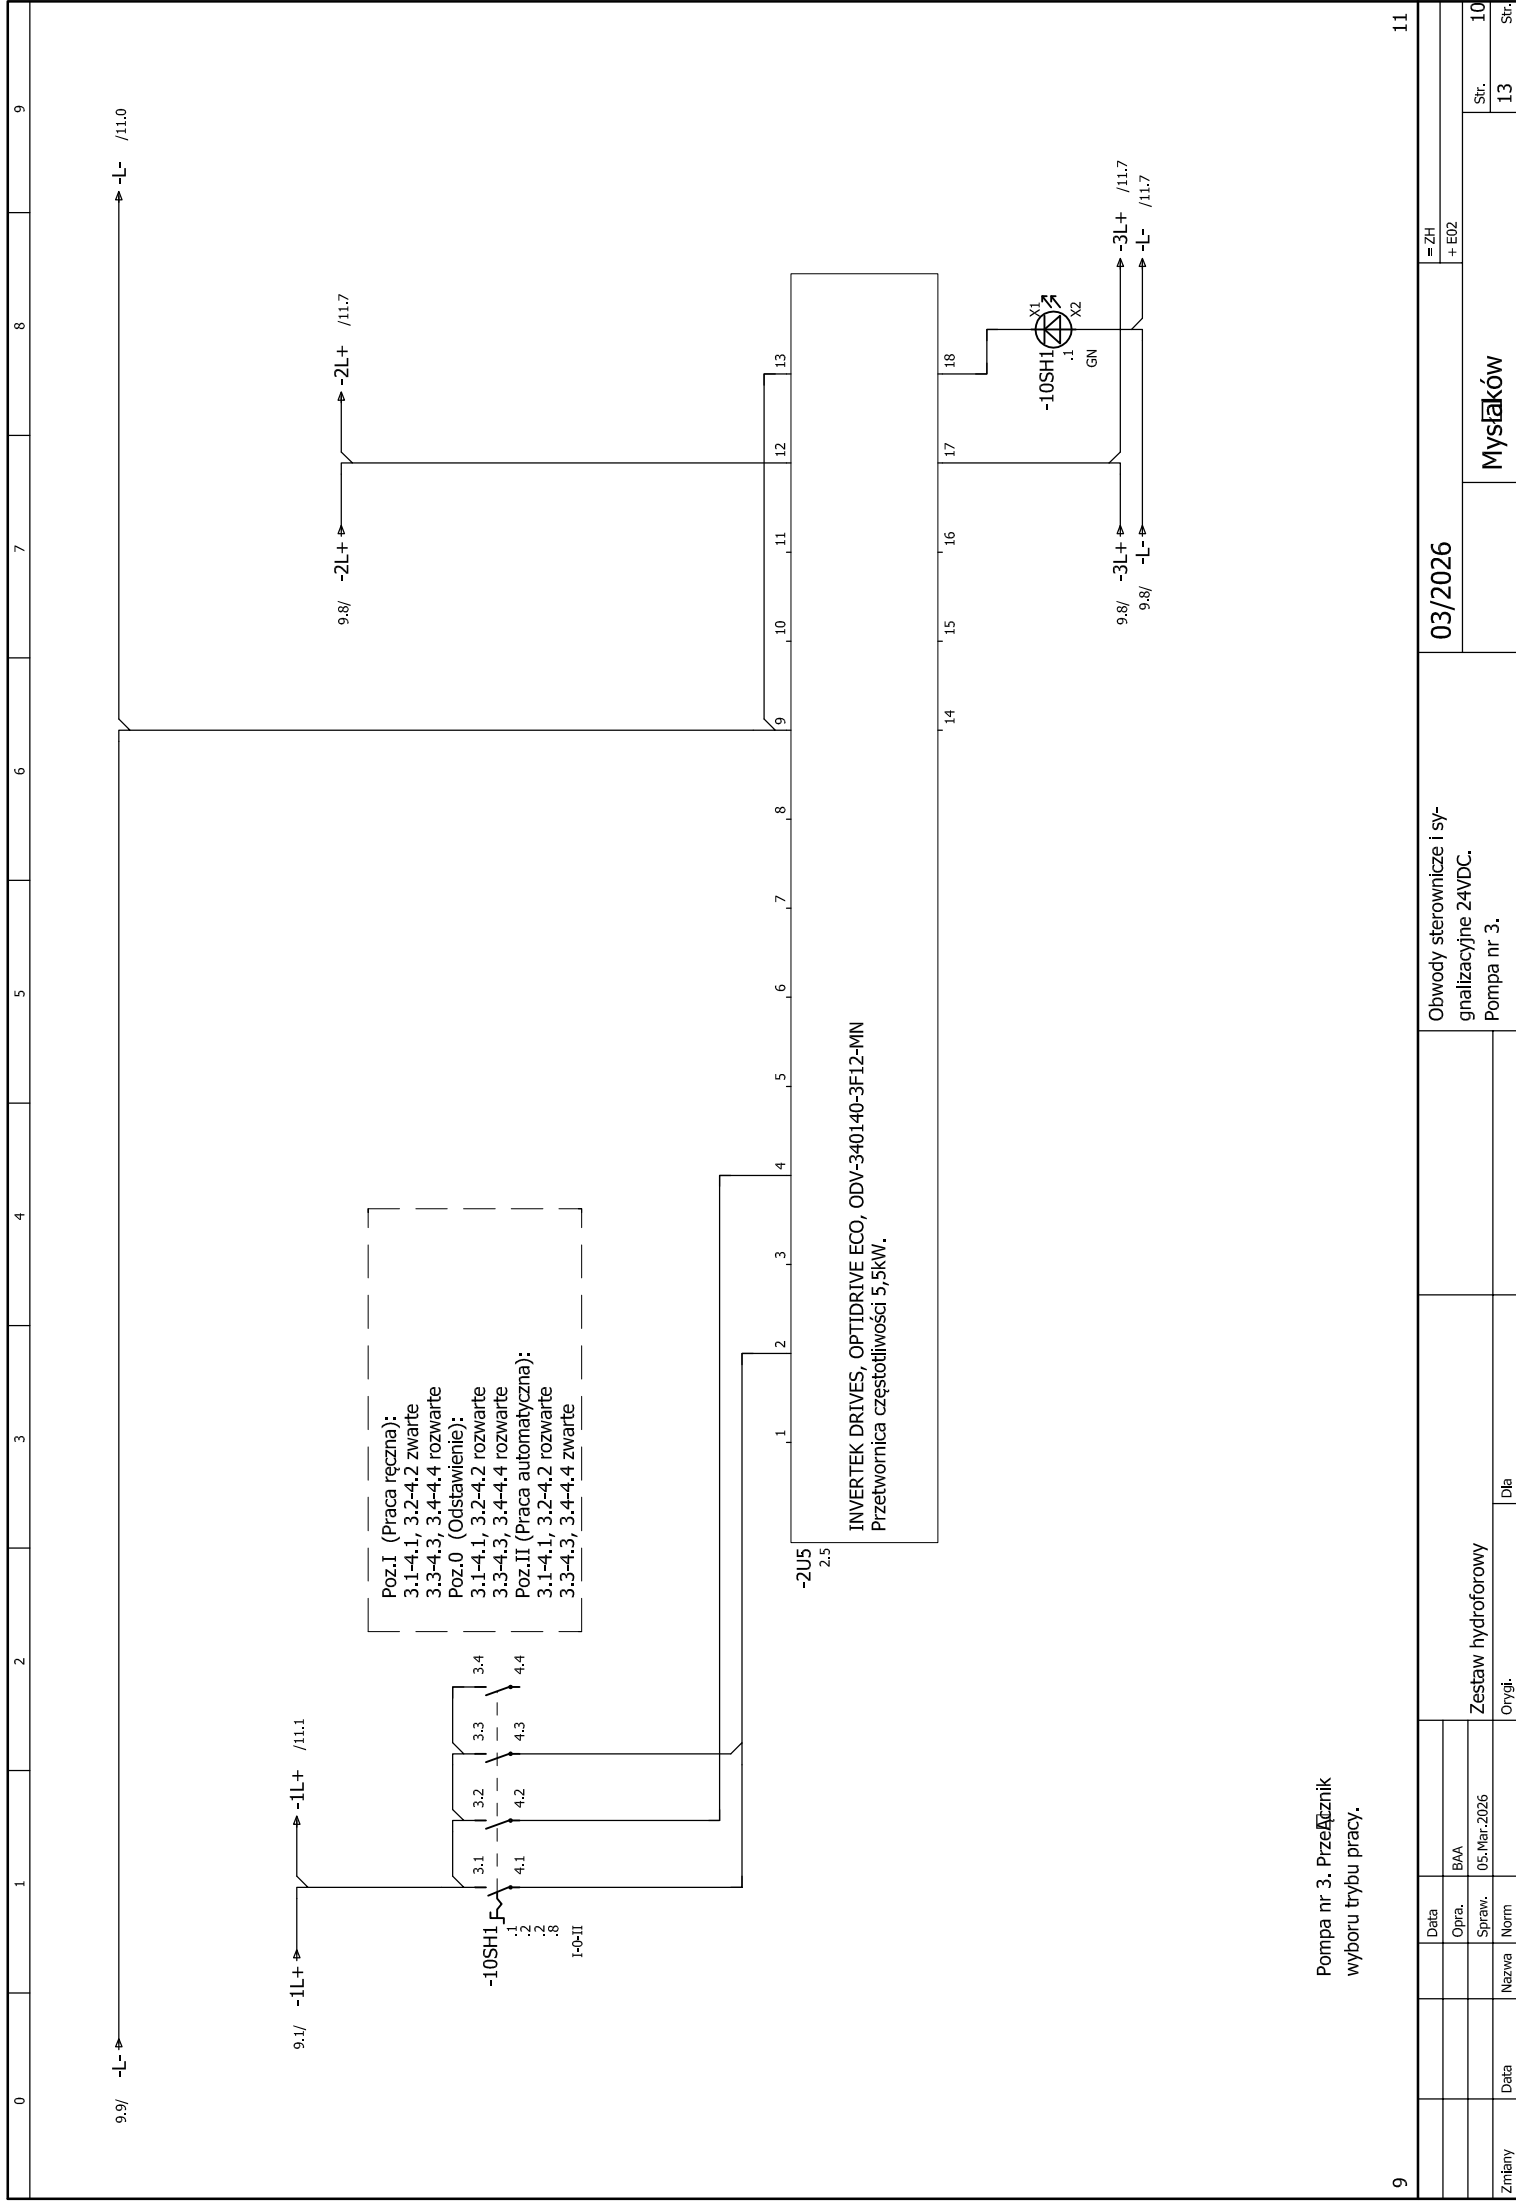 0 1 2 3 4 5 6 7 8 9
9.9/ -L- -L- /11.0
9.1/ -1L+ -1L+ /11.1
9.8/ -2L+ -2L+ /11.7
Poz.I (Praca ręczna):
3.1-4.1, 3.2-4.2 zwarte
3.3-4.3, 3.4-4.4 rozwarte
Poz.0 (Odstawienie):
3.1-4.1, 3.2-4.2 rozwarte
3.3-4.3, 3.4-4.4 rozwarte
Poz.II (Praca automatyczna):
3.1-4.1, 3.2-4.2 rozwarte
3.3-4.3, 3.4-4.4 zwarte
3.1 3.2 3.3 3.4
-10SH1
4.1 4.2 4.3 4.4
.1
.2
.2
.8
I-0-II
1 2 3 4 5 6 7 8 9 10 11 12 13
-2U5
2.5
INVERTEK DRIVES, OPTIDRIVE ECO, ODV-340140-3F12-MN
Przetwornica częstotliwości 5,5kW.
14 15 16 17 18
-10SH1
X1
.1
X2
GN
9.8/ -3L+ -3L+ /11.7
9.8/ -L- -L- /11.7
Pompa nr 3.
wyboru trybu pracy.
9 11
Data
Opra. BAA
Spraw. 05.Mar.2026
Zmiany Data Nazwa Norm
Zestaw hydroforowy
Orygi. Dla
Obwody sterownicze i sy-
gnalizacyjne 24VDC.
Pompa nr 3.
03/2026
= ZH
+ E02
Mysłaków
Str. 10
13 Str.